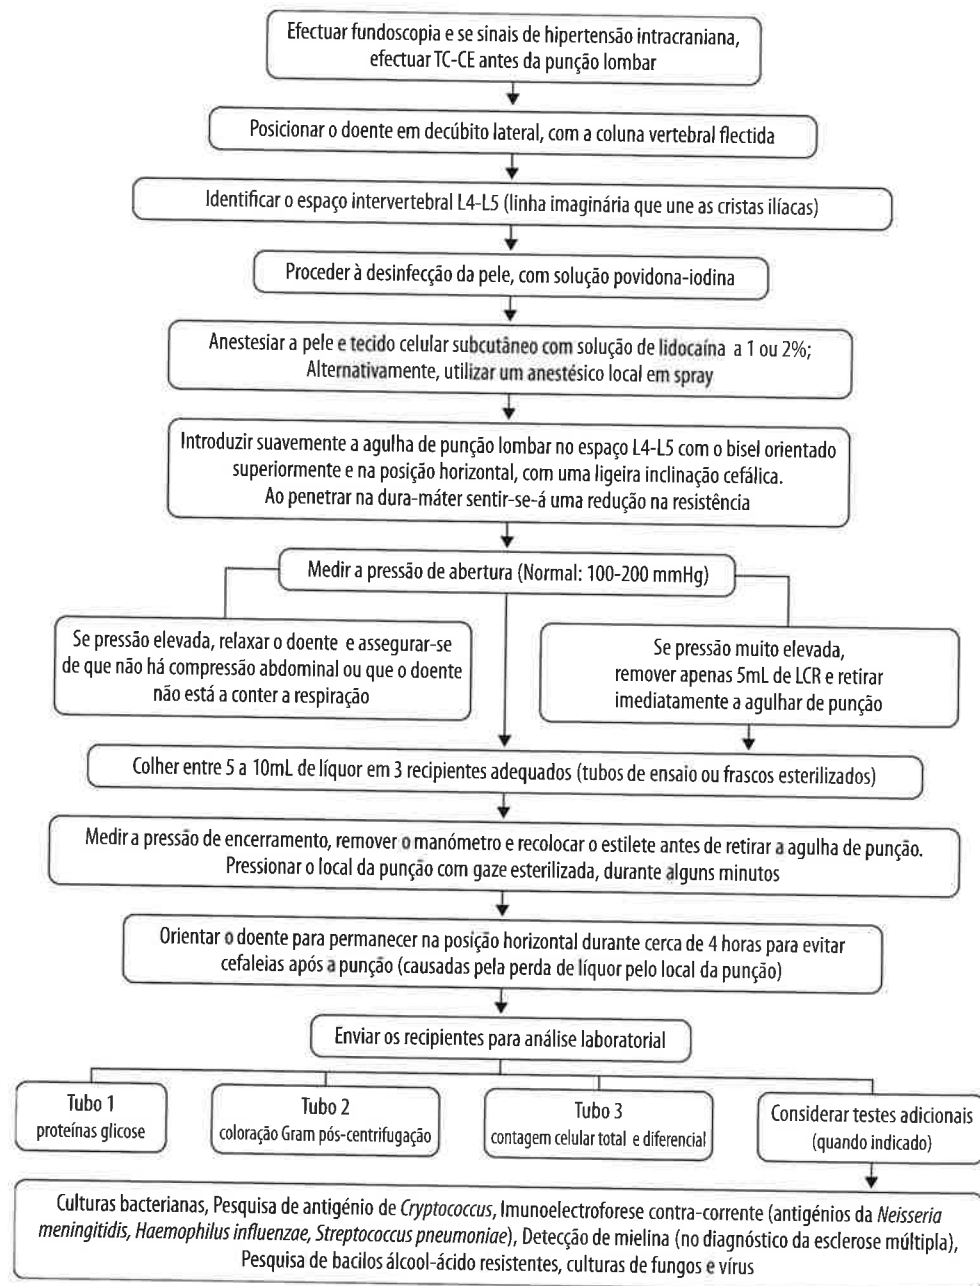 Efectuar fundoscopia e se sinais de hipertensão intracraniana,
efectuar TC-CE antes da punção lombar
Posicionar o doente em decúbito lateral, com a coluna vertebral flectida
Identificar o espaço intervertebral L4-L5 (linha imaginária que une as cristas ilíacas)
Proceder à desinfecção da pele, com solução povidona-iodina
Anestesiar a pele e tecido celular subcutâneo com solução de lidocaína a 1 ou 2%;
Alternativamente, utilizar um anestésico local em spray
Introduzir suavemente a agulha de punção lombar no espaço L4-L5 com o bisel orientado
superiormente e na posição horizontal, com uma ligeira inclinação cefálica.
Ao penetrar na dura-máter sentir-se-á uma redução na resistência
Medir a pressão de abertura (Normal: 100-200 mmHg)
Se pressão elevada, relaxar o doente e assegurar-se
de que não há compressão abdominal ou que o doente
não está a conter a respiração
Se pressão muito elevada,
remover apenas 5mL de LCR e retirar
imediatamente a agulhar de punção
Colher entre 5 a 10mL de líquor em 3 recipientes adequados (tubos de ensaio ou frascos esterilizados)
Medir a pressão de encerramento, remover o manómetro e recolocar o estilete antes de retirar a agulha de punção.
Pressionar o local da punção com gaze esterilizada, durante alguns minutos
Orientar o doente para permanecer na posição horizontal durante cerca de 4 horas para evitar
cefaleias após a punção (causadas pela perda de líquor pelo local da punção)
Enviar os recipientes para análise laboratorial
Tubo 1
proteínas glicose
Tubo 2
coloração Gram pós-centrifugação
Tubo 3
contagem celular total e diferencial
Considerar testes adicionais
(quando indicado)
Culturas bacterianas, Pesquisa de antigénio de Cryptococcus, Imunoelectroforese contra-corrente (antigénios da Neisseria
meningitidis, Haemophilus influenzae, Streptococcus pneumoniae), Detecção de mielina (no diagnóstico da esclerose múltipla),
Pesquisa de bacilos álcool-ácido resistentes, culturas de fungos e vírus